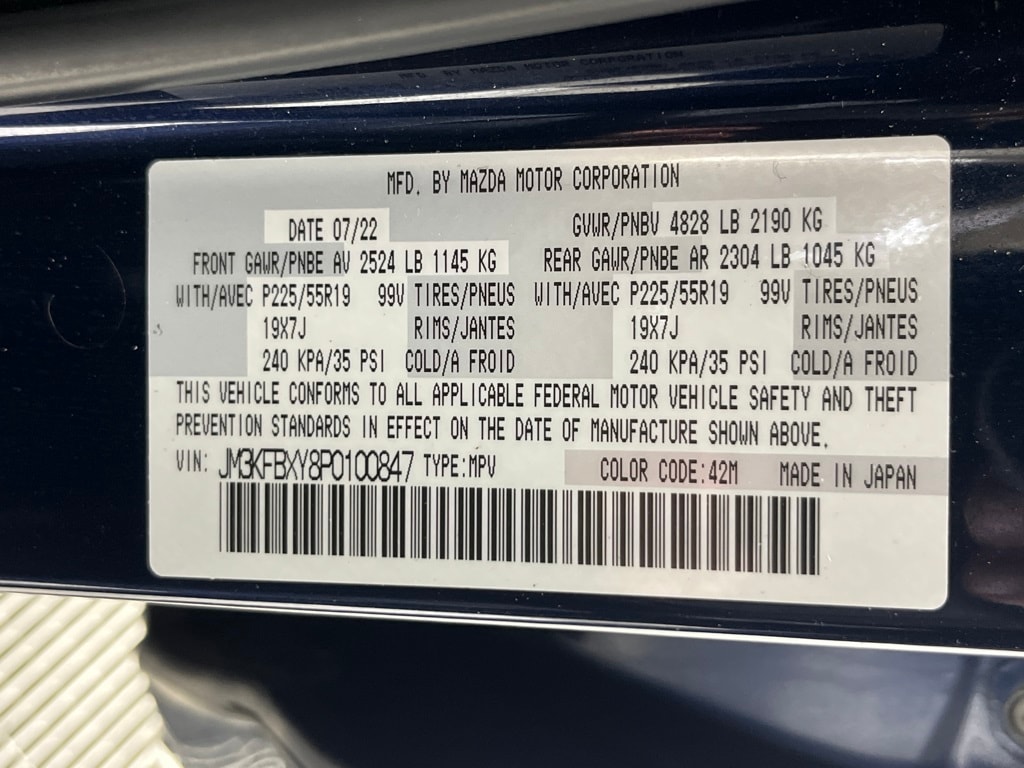 MFD. BY MAZDA MOTOR CORPORATION
MFD. BY MAZDA MOTOR CORPORATION
DATE 07/22 GVWR/PNBV 4828 LB 2190 KG
FRONT GAWR/PNBE AV 2524 LB 1145 KG REAR GAWR/PNBE AR 2304 LB 1045 KG
WITH/AVEC P225/55R19 99V TIRES/PNEUS WITH/AVEC P225/55R19 99V TIRES/PNEUS
19X7J RIMS/JANTES 19X7J RIMS/JANTES
240 KPA/35 PSI COLD/A FROID 240 KPA/35 PSI COLD/A FROID
THIS VEHICLE CONFORMS TO ALL APPLICABLE FEDERAL MOTOR VEHICLE SAFETY AND THEFT
PREVENTION STANDARDS IN EFFECT ON THE DATE OF MANUFACTURE SHOWN ABOVE.
VIN: JM3KFBXY8P0100847 TYPE:MPV COLOR CODE:42M MADE IN JAPAN